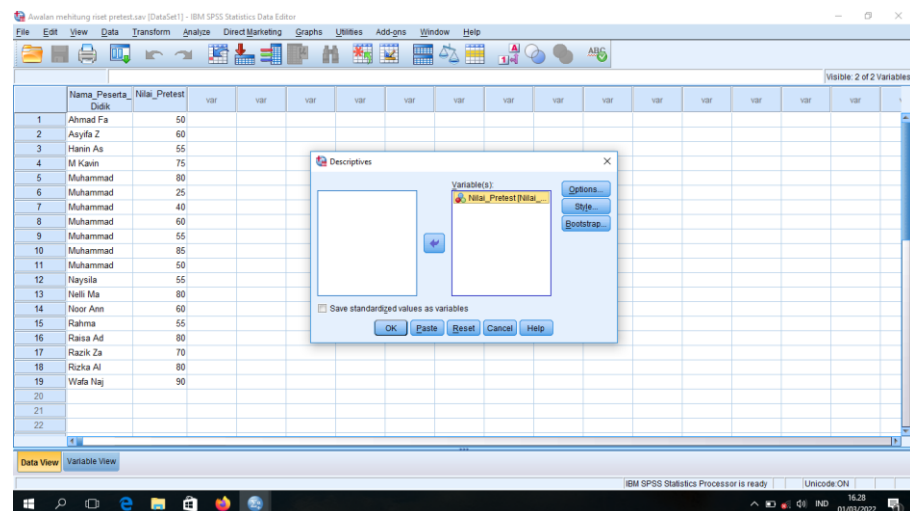 Awalan mehitung riset pretest.sav [DataSet1] - IBM SPSS Statistics Data Editor
File Edit View Data Transform Analyze Direct Marketing Graphs Utilities Add-ons Window Help
Visible: 2 of 2 Variables
Nama_Peserta_Didik Nilai_Pretest var var var var var var var var var var var var var var
1 Ahmad Fa 50
2 Asyifa Z 60
3 Hanin As 55
4 M Kavin 75
5 Muhammad 80
6 Muhammad 25
7 Muhammad 40
8 Muhammad 60
9 Muhammad 55
10 Muhammad 85
11 Muhammad 50
12 Naysila 55
13 Nelli Ma 80
14 Noor Ann 60
15 Rahma 55
16 Raisa Ad 80
17 Razik Za 70
18 Rizka Al 80
19 Wafa Naj 90
20
21
22
Descriptives
Variable(s):
Nilai_Pretest [Nilai_...
Options...
Style...
Bootstrap...
Save standardized values as variables
OK Paste Reset Cancel Help
Data View Variable View
IBM SPSS Statistics Processor is ready Unicode:ON
IND 16.28
01/03/2022